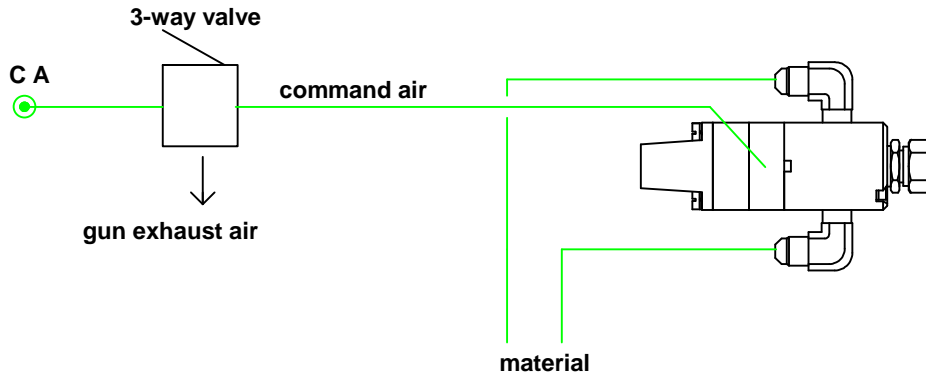 3-way valve
C A
command air
gun exhaust air
material